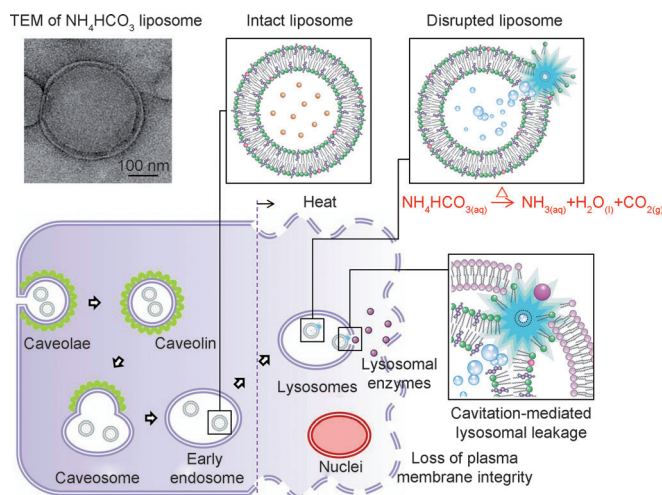 TEM of NH₄HCO₃ liposome
Intact liposome
Disrupted liposome
100 nm
NH₄HCO₃(aq) △→ NH₃(aq)+H₂O(l)+CO₂(g)
Heat
Caveolae
Caveolin
Lysosomes
Lysosomal
enzymes
Caveosome
Early
endosome
Nuclei
Loss of plasma
membrane integrity
Cavitation-mediated
lysosomal leakage